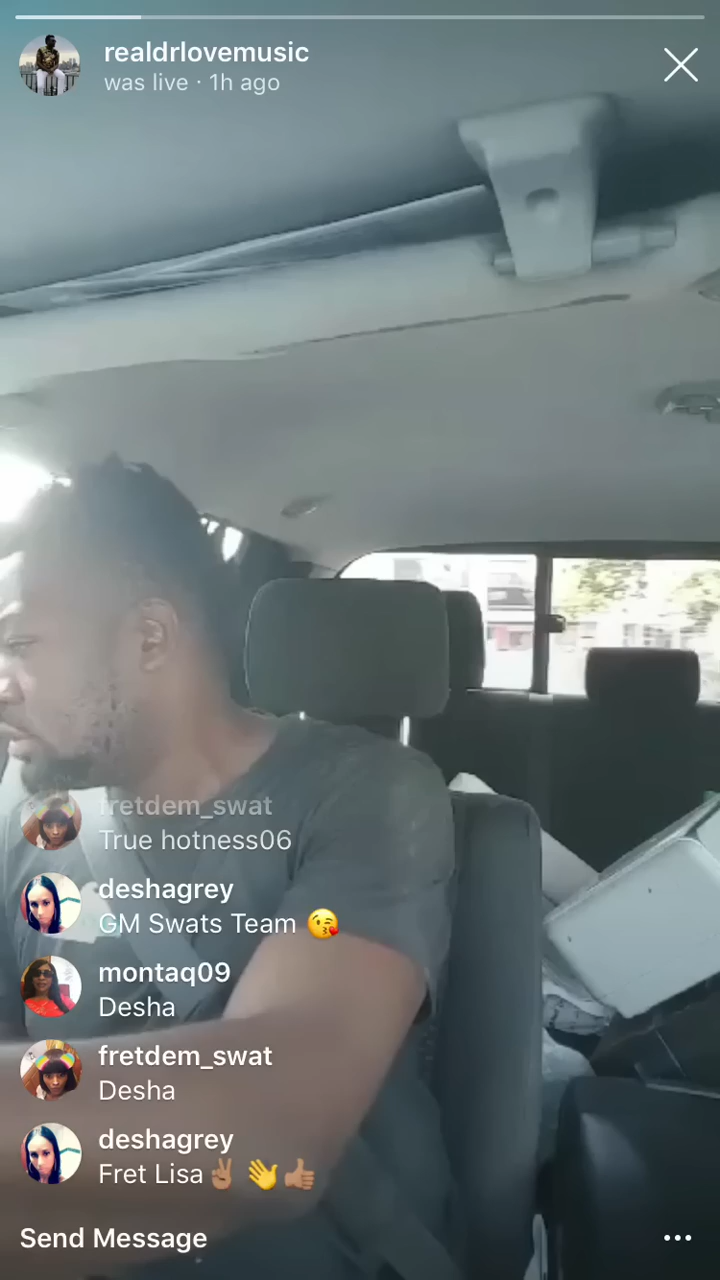 realdrlovemusic
was live · 1h ago
fretdem_swat
True hotness06
deshagrey
GM Swats Team 😘
montaq09
Desha
fretdem_swat
Desha
deshagrey
Fret Lisa✌🏽 👋 👍🏽
Send Message